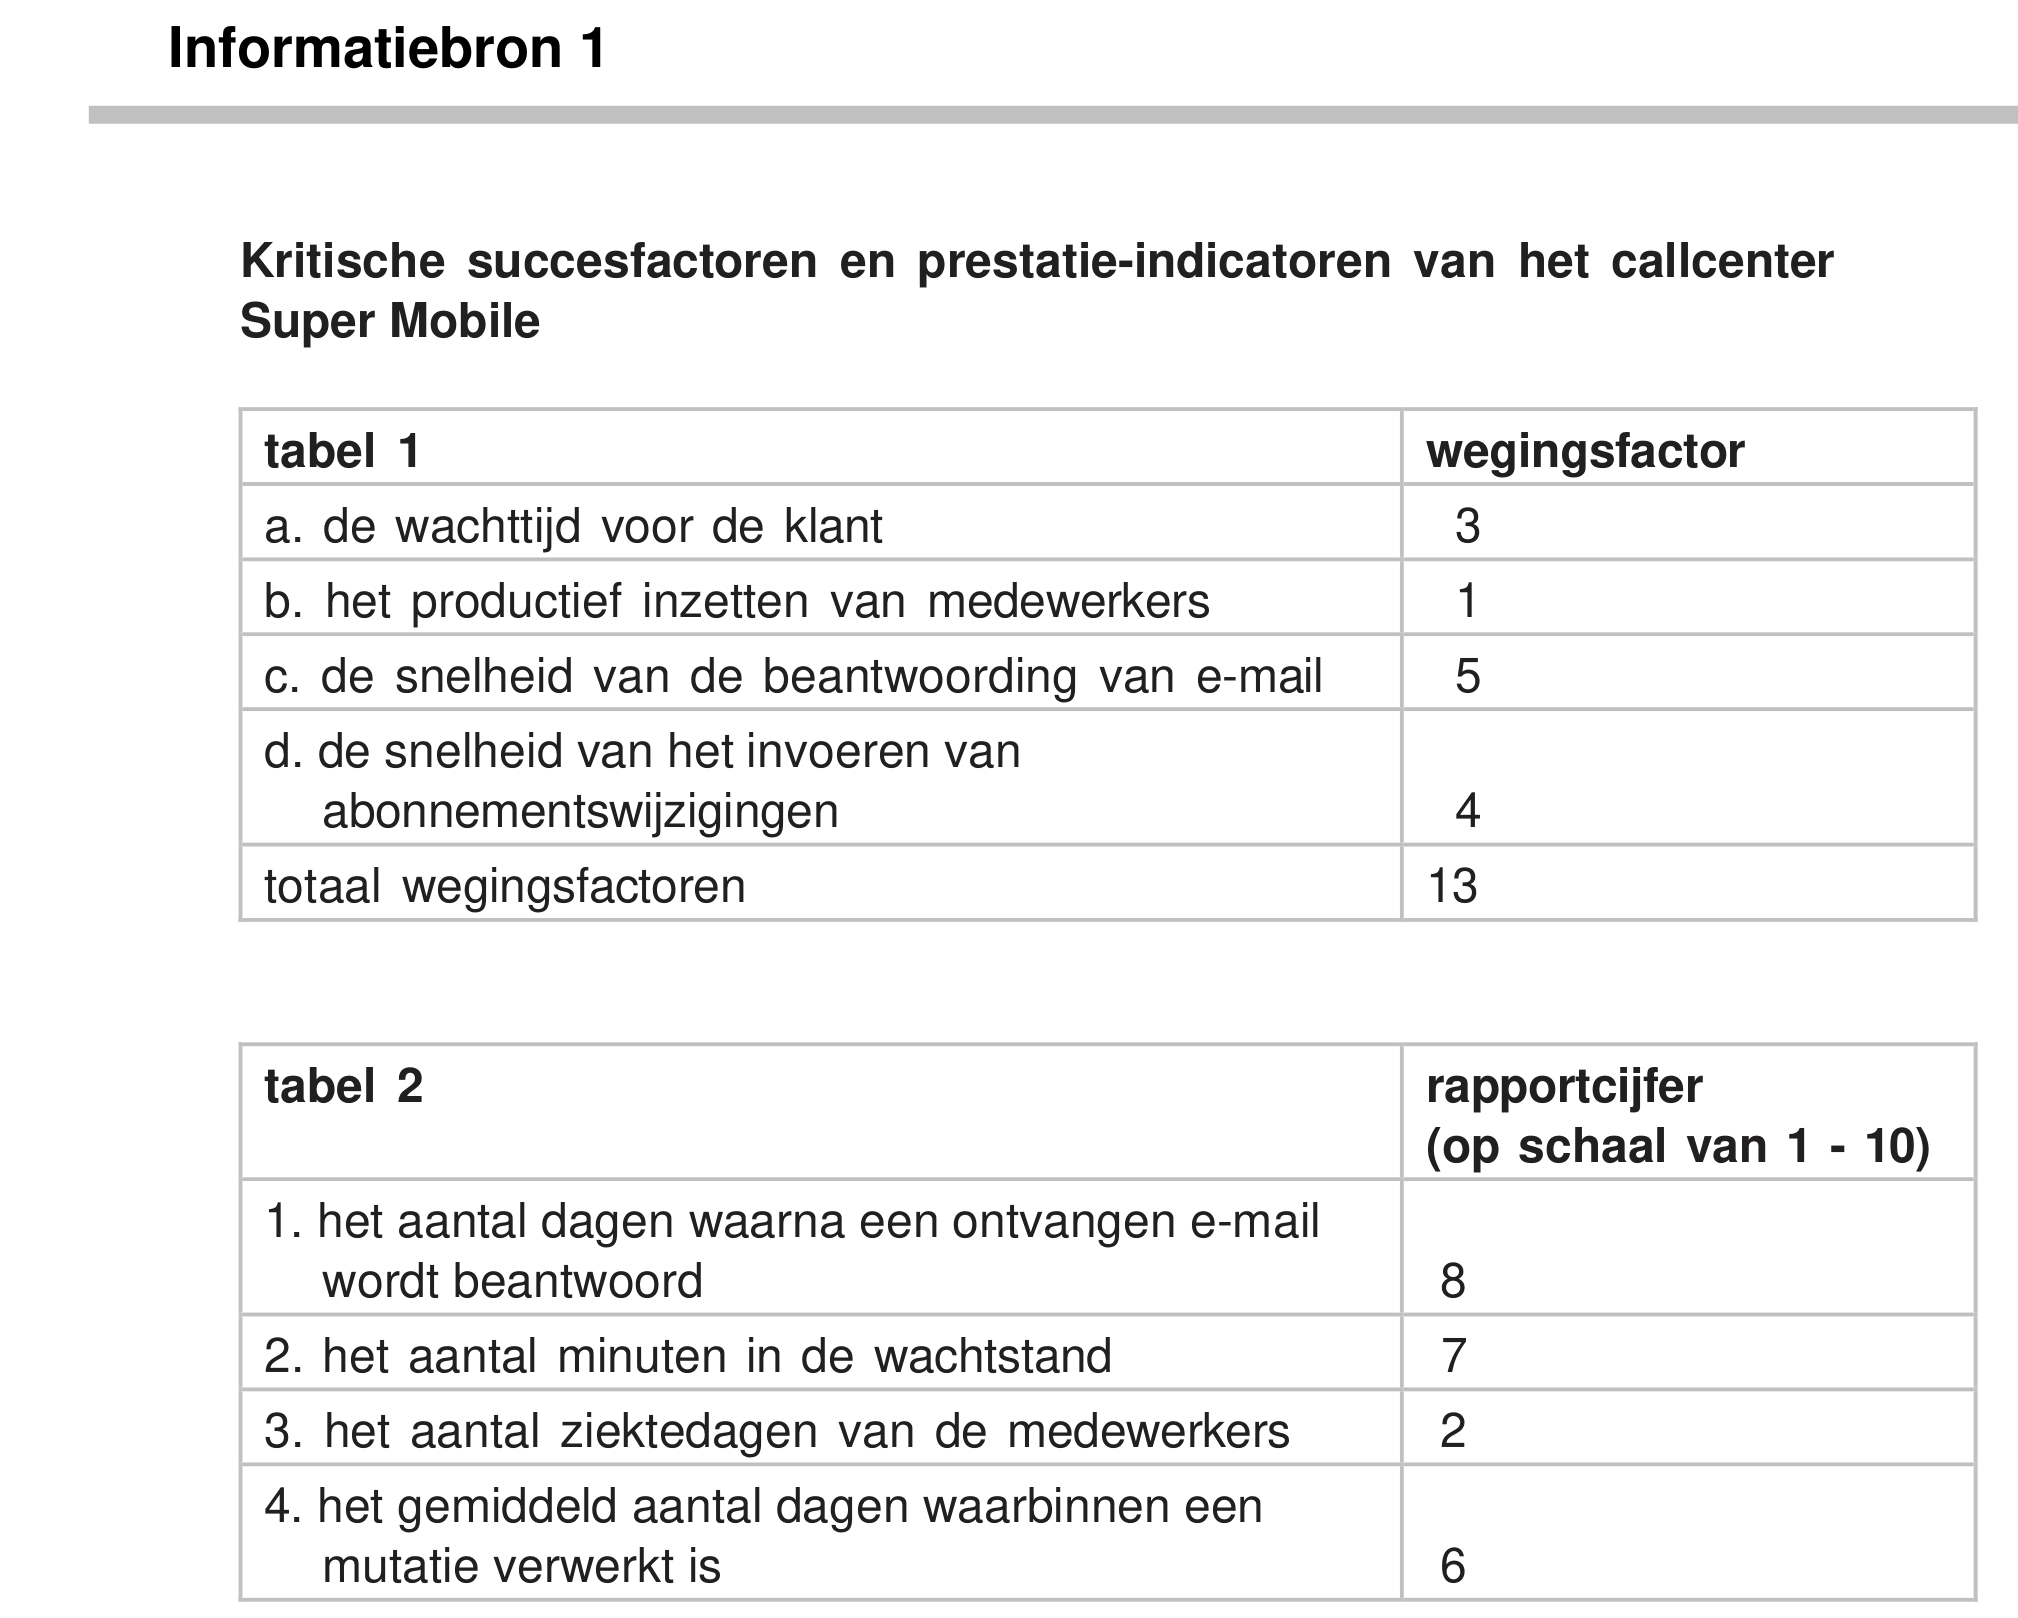 Informatiebron 1
Kritische succesfactoren en prestatie-indicatoren van het callcenter
Super Mobile
tabel 1 wegingsfactor
a. de wachttijd voor de klant 3
b. het productief inzetten van medewerkers 1
c. de snelheid van de beantwoording van e-mail 5
d. de snelheid van het invoeren van
abonnementswijzigingen 4
totaal wegingsfactoren 13
tabel 2 rapportcijfer
(op schaal van 1 - 10)
1. het aantal dagen waarna een ontvangen e-mail
wordt beantwoord 8
2. het aantal minuten in de wachtstand 7
3. het aantal ziektedagen van de medewerkers 2
4. het gemiddeld aantal dagen waarbinnen een
mutatie verwerkt is 6